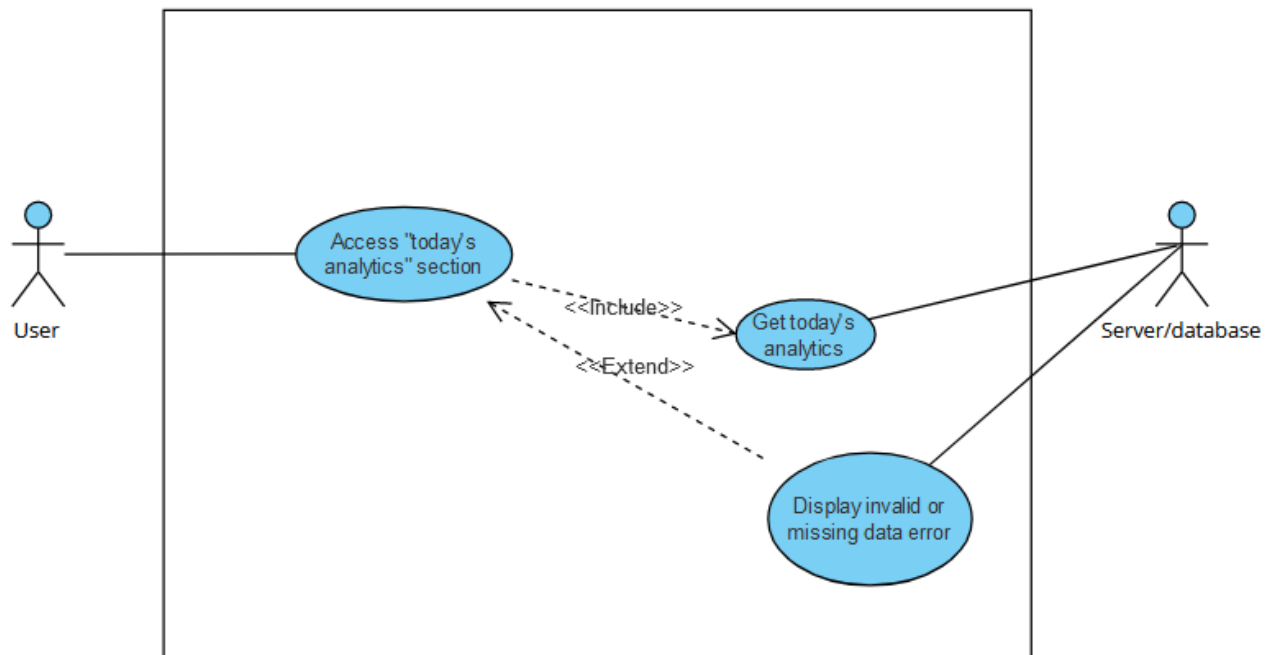 Access "today's
analytics" section
<<Include>>
Get today's
analytics
User
Server/database
<<Extend>>
Display invalid or
missing data error